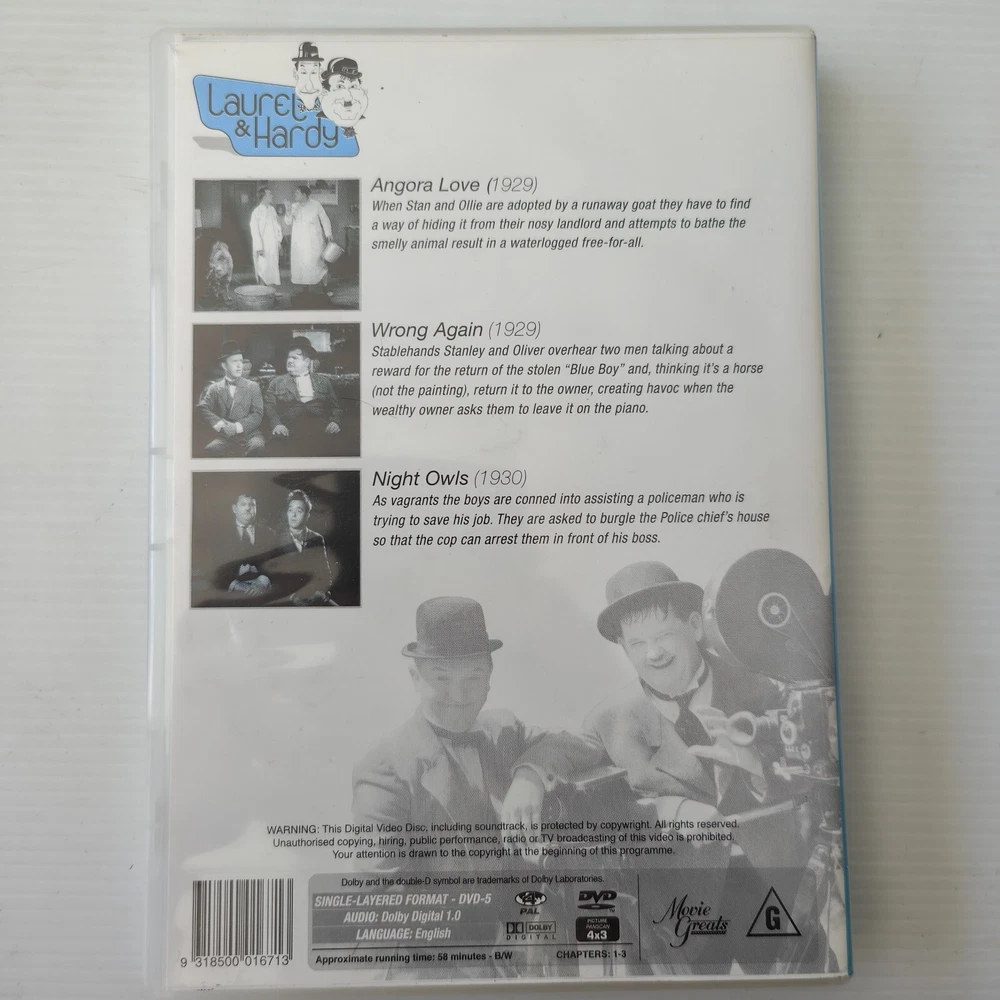 Laurel
& Hardy
Angora Love (1929)
When Stan and Ollie are adopted by a runaway goat they have to find
a way of hiding it from their nosy landlord and attempts to bathe the
smelly animal result in a waterlogged free-for-all.
Wrong Again (1929)
Stablehands Stanley and Oliver overhear two men talking about a
reward for the return of the stolen “Blue Boy” and, thinking it’s a horse
(not the painting), return it to the owner, creating havoc when the
wealthy owner asks them to leave it on the piano.
Night Owls (1930)
As vagrants the boys are conned into assisting a policeman who is
trying to save his job. They are asked to burgle the Police chief’s house
so that the cop can arrest them in front of his boss.
WARNING: This Digital Video Disc, including soundtrack, is protected by copywright. All rights reserved.
Unauthorised copying, hiring, public performance, radio or TV broadcasting of this video is prohibited.
Your attention is drawn to the copyright at the beginning of this programme.
Dolby and the double-D symbol are trademarks of Dolby Laboratories.
SINGLE-LAYERED FORMAT - DVD-5
AUDIO: Dolby Digital 1.0
LANGUAGE: English
Approximate running time: 58 minutes - B/W
CHAPTERS: 1-3
4
PAL
DVD
DOLBY
DIGITAL
PICTURE
PANSCAN
4x3
Movie
Greats
G
9 318500 016713